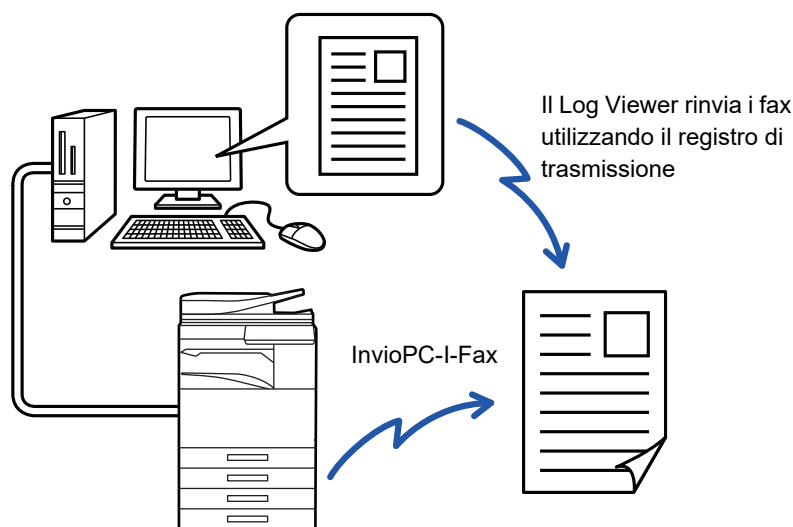 Il Log Viewer rinvia i fax
utilizzando il registro di
trasmissione
InvioPC-I-Fax